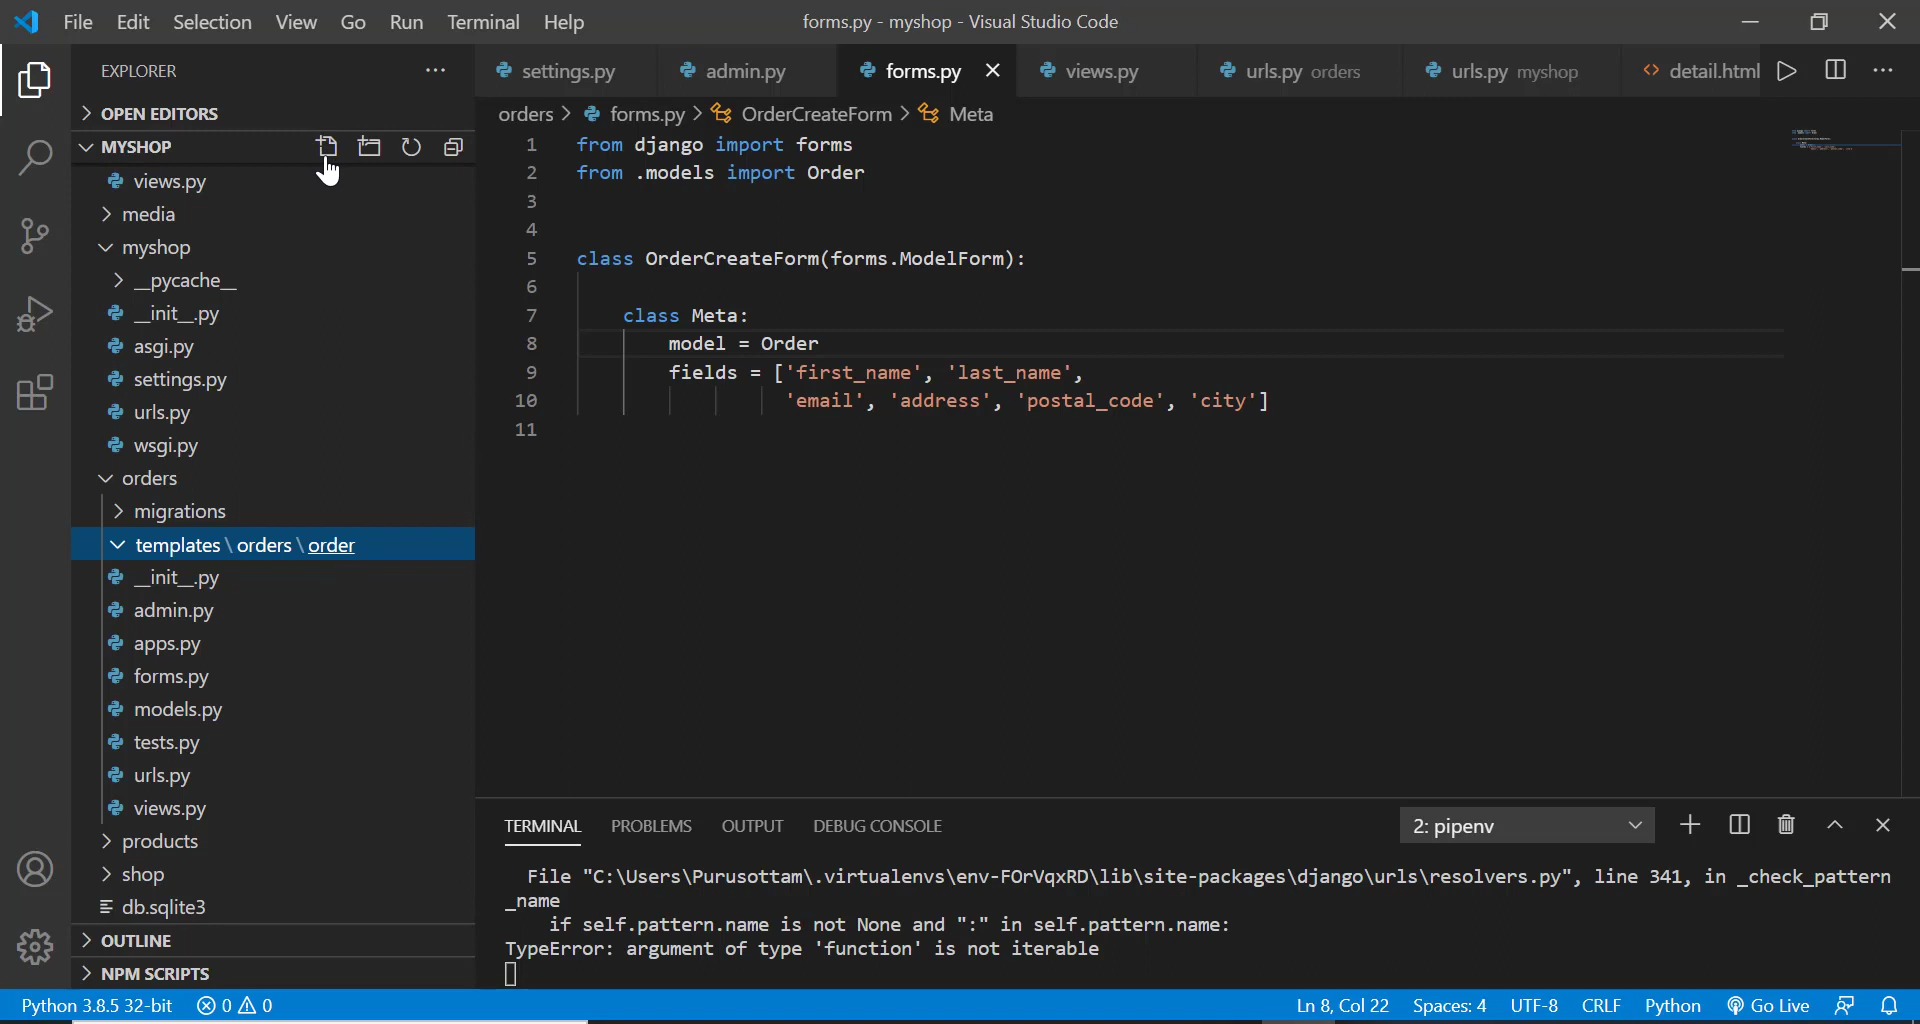 File Edit Selection View Go Run Terminal Help forms.py - myshop - Visual Studio Code
EXPLORER
OPEN EDITORS
MYSHOP
views.py
media
myshop
__pycache__
__init__.py
asgi.py
settings.py
urls.py
wsgi.py
orders
migrations
templates \ orders \ order
__init__.py
admin.py
apps.py
forms.py
models.py
tests.py
urls.py
views.py
products
shop
db.sqlite3
OUTLINE
NPM SCRIPTS
settings.py admin.py forms.py views.py urls.py orders urls.py myshop detail.html
orders > forms.py > OrderCreateForm > Meta
1 from django import forms
2 from .models import Order
3
4
5 class OrderCreateForm(forms.ModelForm):
6
7 class Meta:
8 model = Order
9 fields = ['first_name', 'last_name',
10 'email', 'address', 'postal_code', 'city']
11
TERMINAL PROBLEMS OUTPUT DEBUG CONSOLE 2: pipenv
File "C:\Users\Purusottam\.virtualenvs\env-FOrVqxRD\lib\site-packages\django\urls\resolvers.py", line 341, in _check_pattern
_name
if self.pattern.name is not None and ":" in self.pattern.name:
TypeError: argument of type 'function' is not iterable
Python 3.8.5 32-bit 0 0 Ln 8, Col 22 Spaces: 4 UTF-8 CRLF Python Go Live